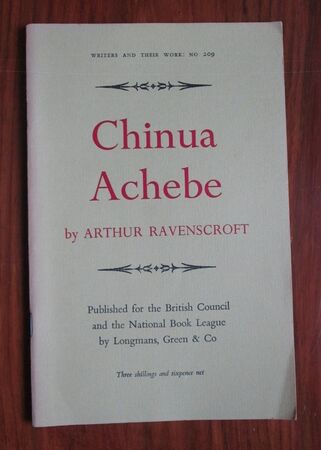 WRITERS AND THEIR WORK: NO 209
Chinua
Achebe
by ARTHUR RAVENSCROFT
Published for the British Council
and the National Book League
by Longmans, Green & Co
Three shillings and sixpence net